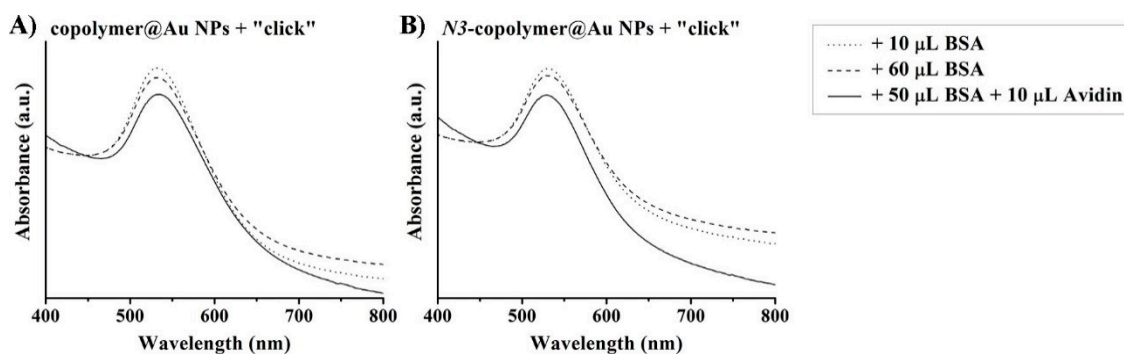 A) copolymer@Au NPs + "click"
Absorbance (a.u.)
400 500 600 700 800
Wavelength (nm)
B) N3-copolymer@Au NPs + "click"
Absorbance (a.u.)
400 500 600 700 800
Wavelength (nm)
+ 10 µL BSA
+ 60 µL BSA
+ 50 µL BSA + 10 µL Avidin